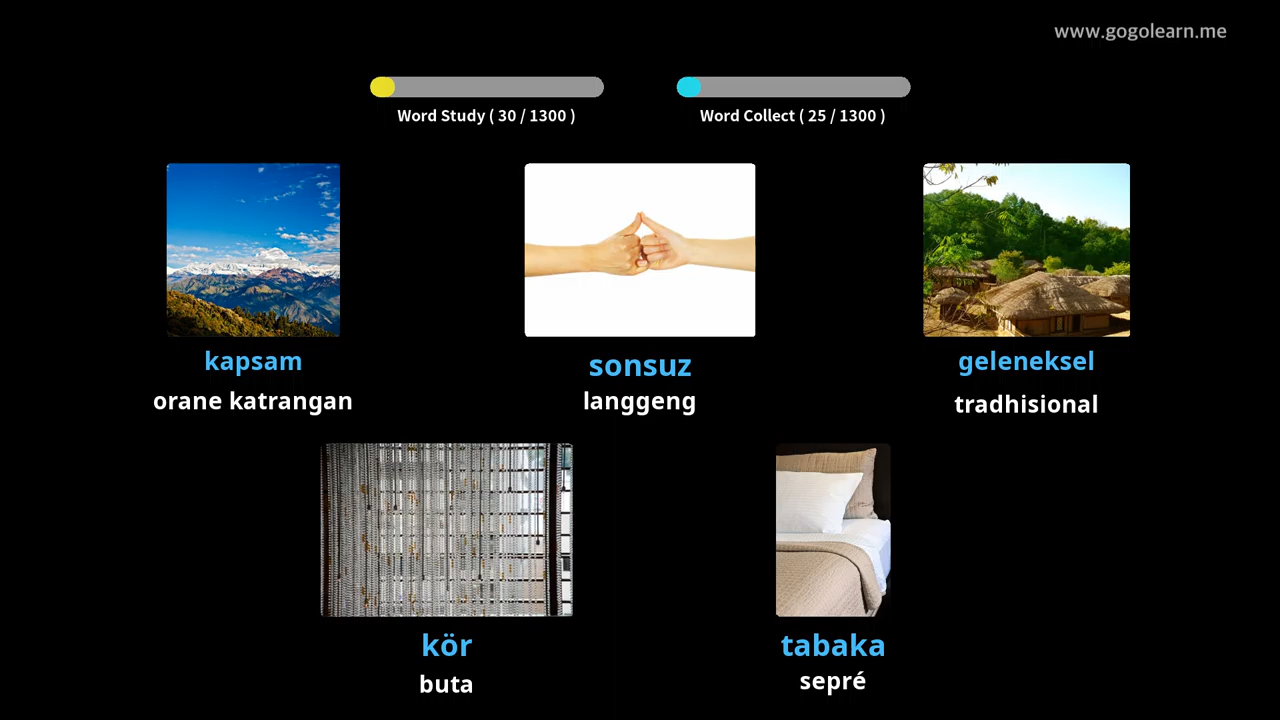 www.gogolearn.me
Word Study ( 30 / 1300 )
Word Collect ( 25 / 1300 )
kapsam
orane katrangan
sonsuz
langgeng
geleneksel
tradhisional
kör
buta
tabaka
sepré